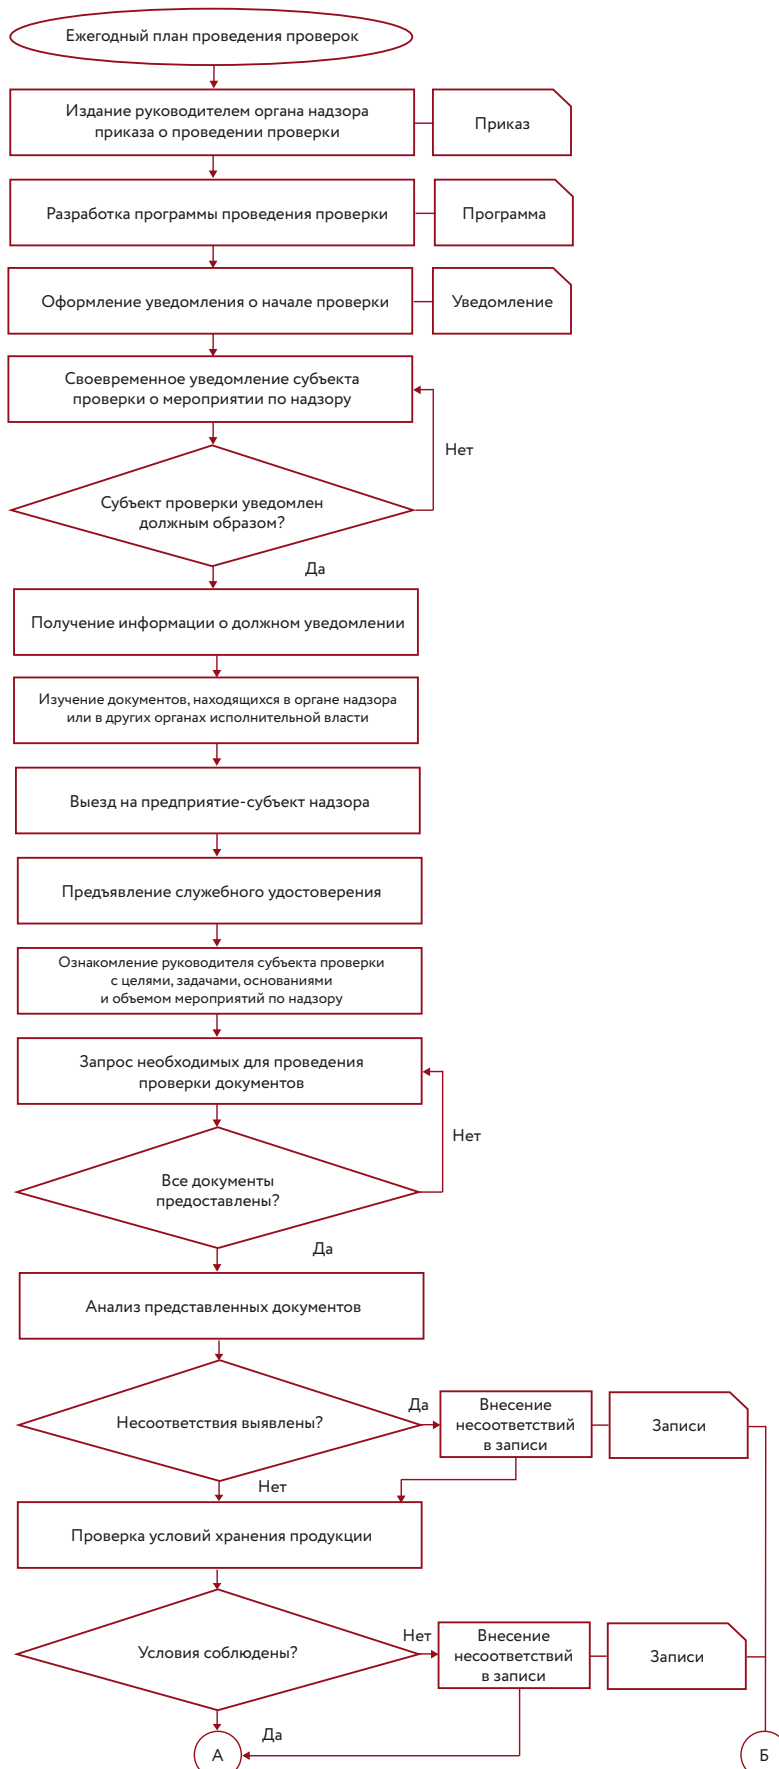 Ежегодный план проведения проверок
Издание руководителем органа надзора
приказа о проведении проверки
Приказ
Разработка программы проведения проверки
Программа
Оформление уведомления о начале проверки
Уведомление
Своевременное уведомление субъекта
проверки о мероприятии по надзору
Нет
Субъект проверки уведомлен
должным образом?
Да
Получение информации о должном уведомлении
Изучение документов, находящихся в органе надзора
или в других органах исполнительной власти
Выезд на предприятие-субъект надзора
Предъявление служебного удостоверения
Ознакомление руководителя субъекта проверки
с целями, задачами, основаниями
и объемом мероприятий по надзору
Запрос необходимых для проведения
проверки документов
Нет
Все документы
предоставлены?
Да
Анализ представленных документов
Несоответствия выявлены?
Да
Внесение
несоответствий
в записи
Записи
Нет
Проверка условий хранения продукции
Условия соблюдены?
Нет
Внесение
несоответствий
в записи
Записи
Да
А
Б